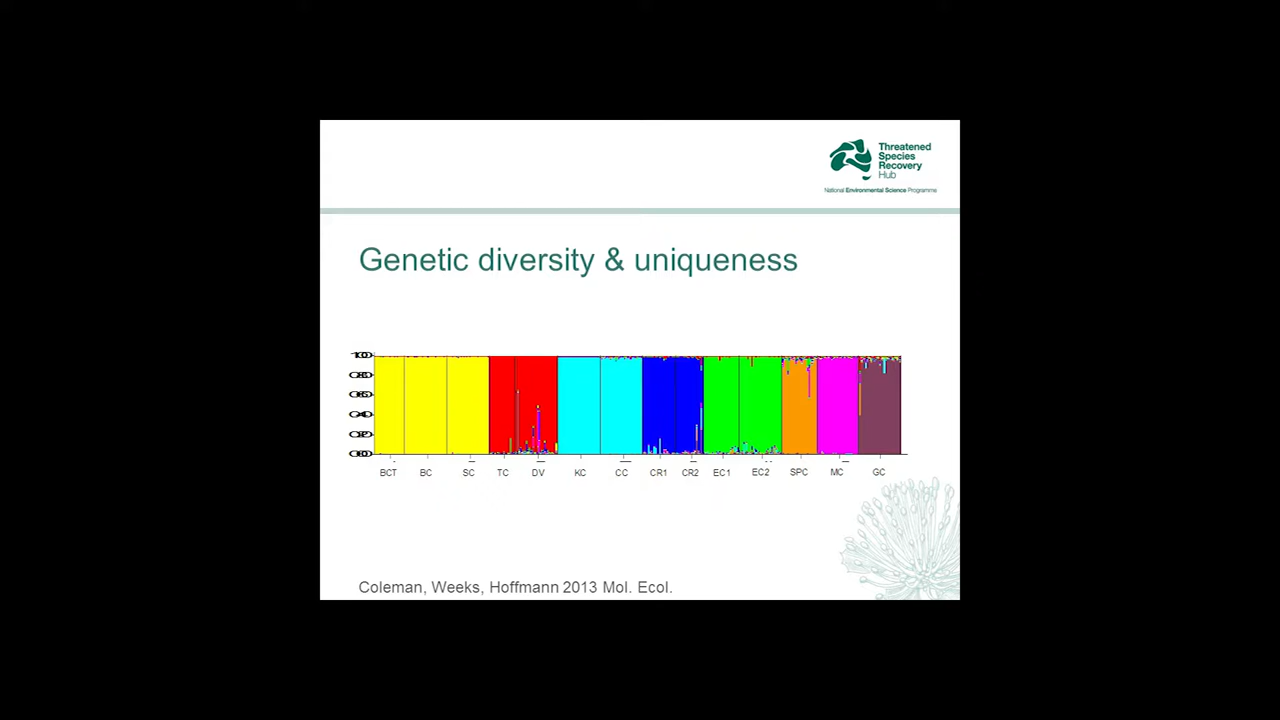 Threatened
Species
Recovery
Hub
National Environmental Science Programme
Genetic diversity & uniqueness
BCT BC SC TC DV KC CC CR1 CR2 EC1 EC2 SPC MC GC
Coleman, Weeks, Hoffmann 2013 Mol. Ecol.